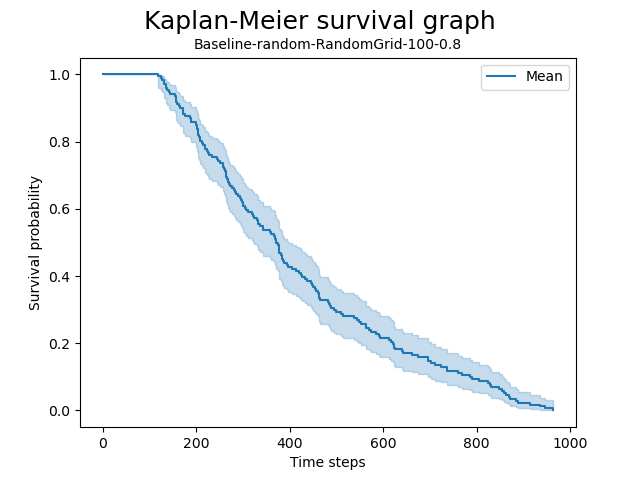 Kaplan-Meier survival graph
Baseline-random-RandomGrid-100-0.8
Mean
Survival probability
1.0
0.8
0.6
0.4
0.2
0.0
0 200 400 600 800 1000
Time steps